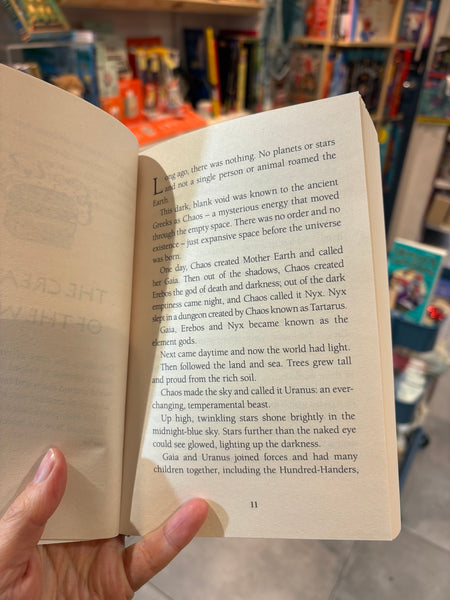 Long ago, there was nothing. No planets or stars
and not a single person or animal roamed the
Earth.
This dark, blank void was known to the ancient
Greeks as Chaos – a mysterious energy that moved
through the empty space. There was no order and no
existence – just expansive space before the universe
was born.
One day, Chaos created Mother Earth and called
her Gaia. Then out of the shadows, Chaos created
Erebos the god of death and darkness; out of the dark
emptiness came night, and Chaos called it Nyx. Nyx
slept in a dungeon created by Chaos known as Tartarus.
Gaia, Erebos and Nyx became known as the
element gods.
Next came daytime and now the world had light.
Then followed the land and sea. Trees grew tall
and proud from the rich soil.
Chaos made the sky and called it Uranus: an ever-
changing, temperamental beast.
Up high, twinkling stars shone brightly in the
midnight-blue sky. Stars further than the naked eye
could see glowed, lighting up the darkness.
Gaia and Uranus joined forces and had many
children together, including the Hundred-Handers,
11